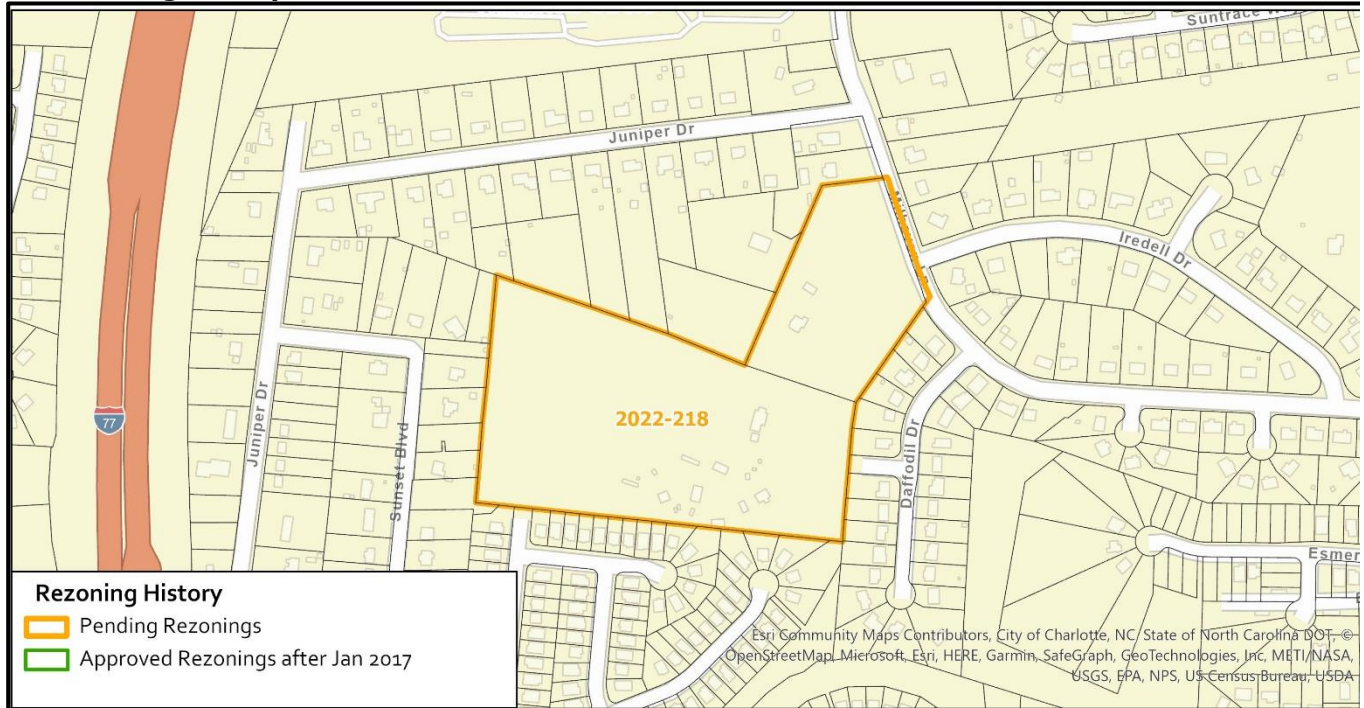 Suntrace
Juniper Dr
Iredell Dr
2022-218
77
Juniper Dr
Sunset Blvd
Daffodil Dr
Esmer
Rezoning History
Pending Rezonings
Approved Rezonings after Jan 2017
Esri Community Maps Contributors, City of Charlotte, NC, State of North Carolina DOT, ©
OpenStreetMap, Microsoft, Esri, HERE, Garmin, SafeGraph, GeoTechnologies, Inc, METI/NASA,
USGS, EPA, NPS, US Census Bureau, USDA